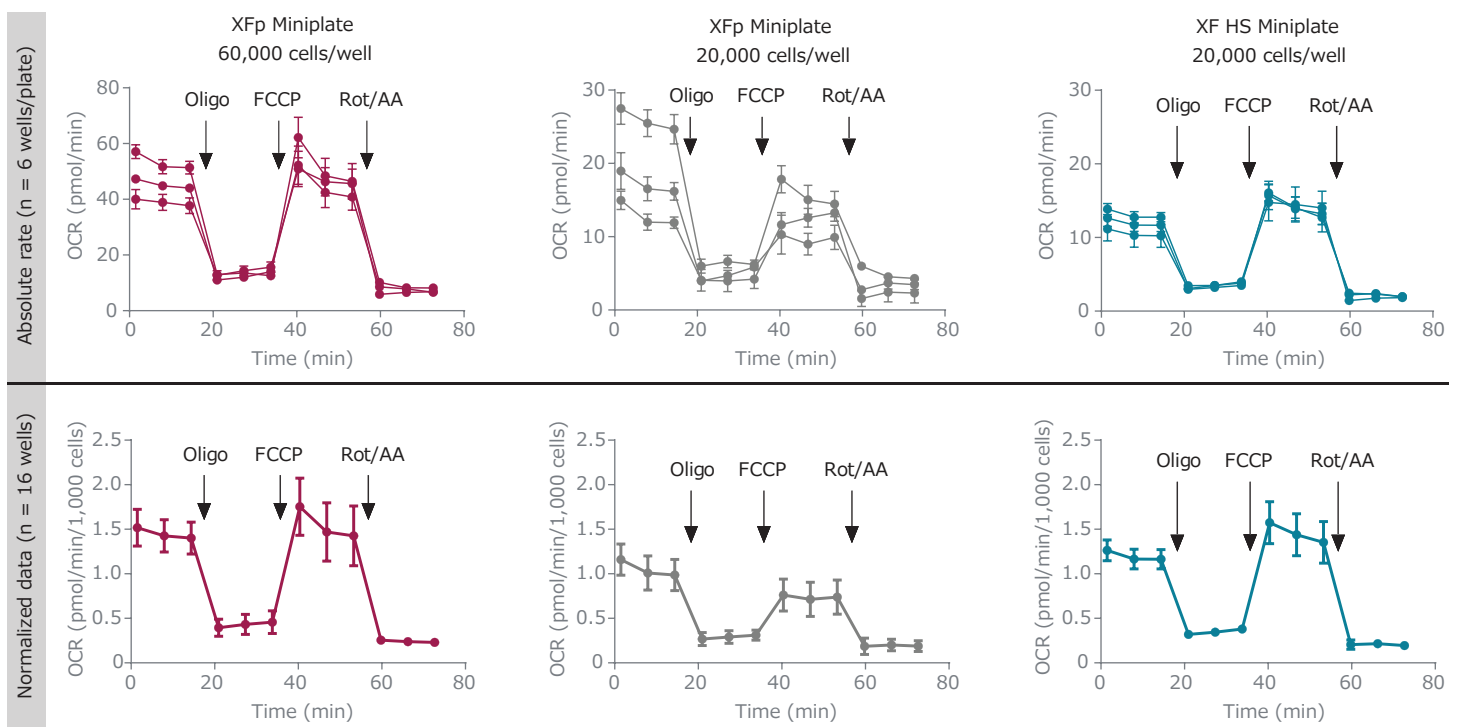 Absolute rate (n = 6 wells/plate)
XFp Miniplate
60,000 cells/well
OCR (pmol/min)
80
60
40
20
0
Oligo
FCCP
Rot/AA
0 20 40 60 80
Time (min)
XFp Miniplate
20,000 cells/well
OCR (pmol/min)
30
20
10
0
Oligo
FCCP
Rot/AA
0 20 40 60 80
Time (min)
XF HS Miniplate
20,000 cells/well
OCR (pmol/min)
30
20
10
0
Oligo
FCCP
Rot/AA
0 20 40 60 80
Time (min)
Normalized data (n = 16 wells)
OCR (pmol/min/1,000 cells)
2.5
2.0
1.5
1.0
0.5
0
Oligo
FCCP
Rot/AA
0 20 40 60 80
Time (min)
OCR (pmol/min/1,000 cells)
2.5
2.0
1.5
1.0
0.5
0
Oligo
FCCP
Rot/AA
0 20 40 60 80
Time (min)
OCR (pmol/min/1,000 cells)
2.5
2.0
1.5
1.0
0.5
0
Oligo
FCCP
Rot/AA
0 20 40 60 80
Time (min)